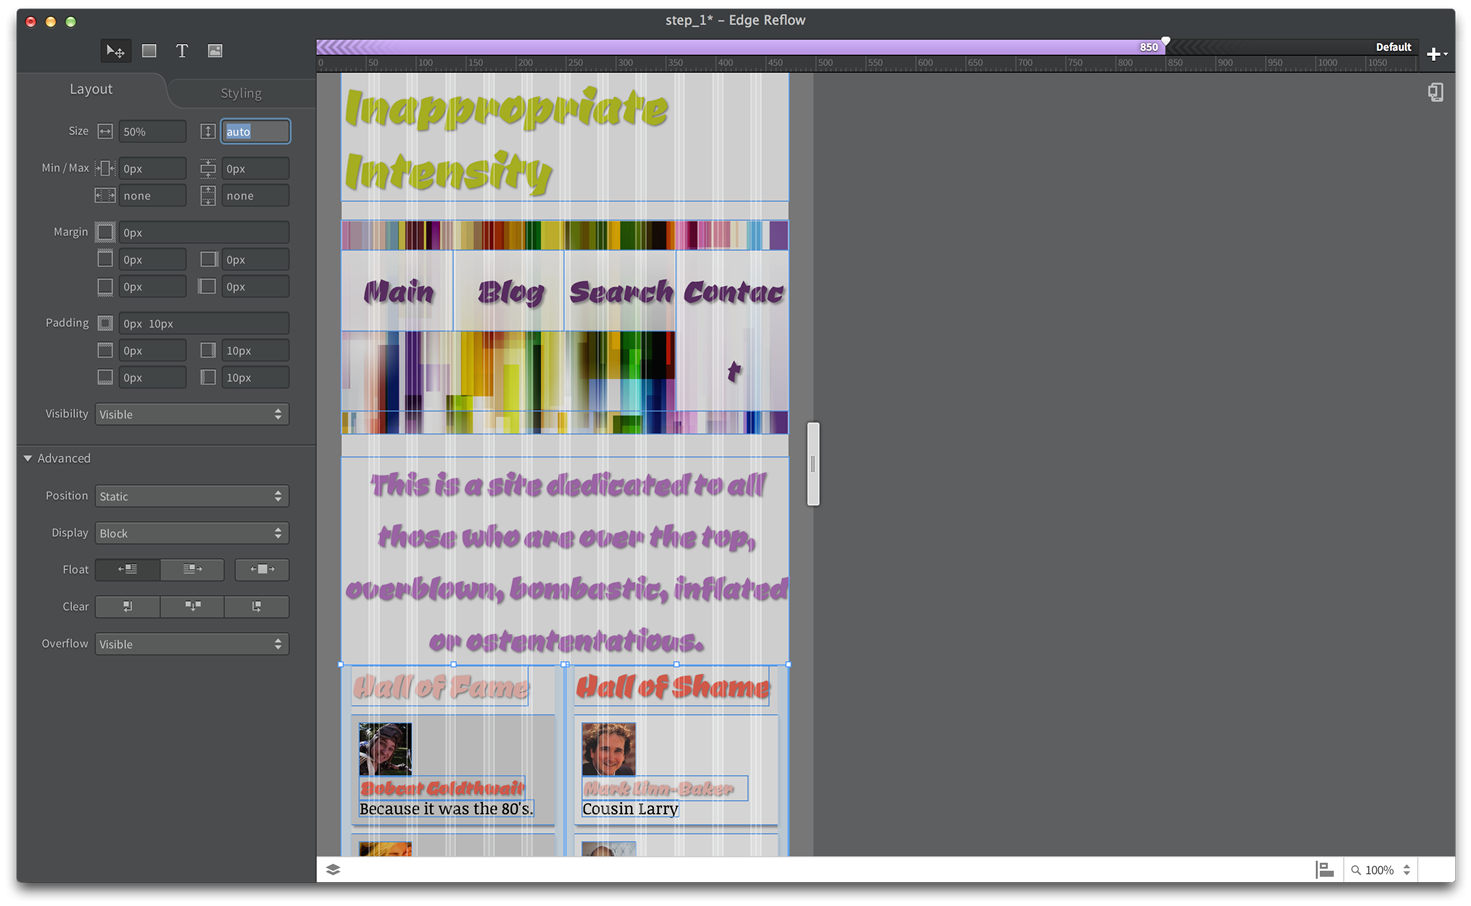 step_1* – Edge Reflow
850
Default
0 50 100 150 200 250 300 350 400 450 500 550 600 650 700 750 800 850 900 950 1000 1050
Layout Styling
Size 50% auto
Min / Max 0px 0px
none none
Margin 0px
0px 0px
0px 0px
Padding 0px 10px
0px 10px
0px 10px
Visibility Visible
Advanced
Position Static
Display Block
Float
Clear
Overflow Visible
Inappropriate
Intensity
Main Blog Search Contac
t
This is a site dedicated to all
those who are over the top,
overblown, bombastic, inflated
or ostententatious.
Hall of Fame Hall of Shame
Bobcat Goldthwait
Because it was the 80's.
Mark Linn-Baker
Cousin Larry
100%